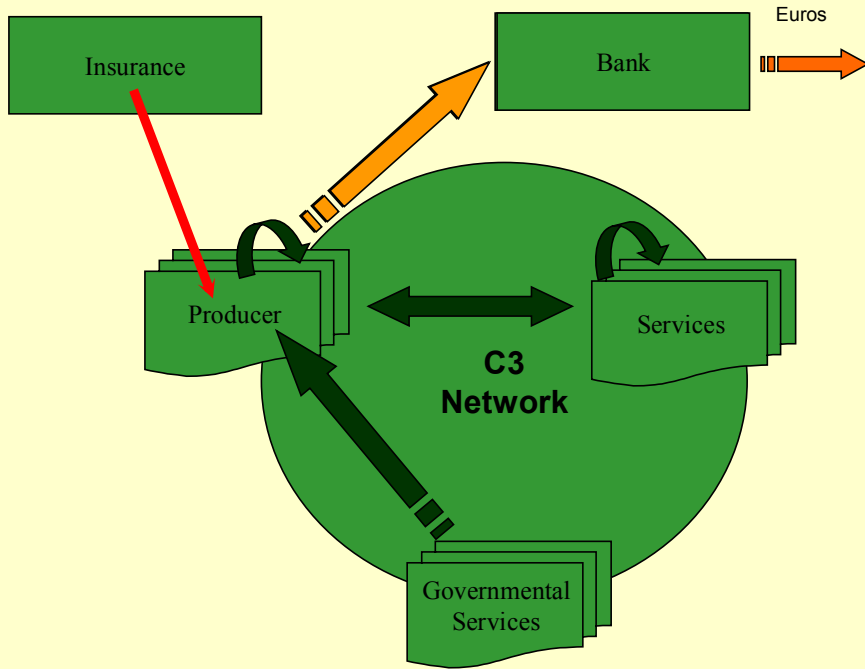 Euros
Insurance
Bank
Producer
Services
C3
Network
Governmental
Services